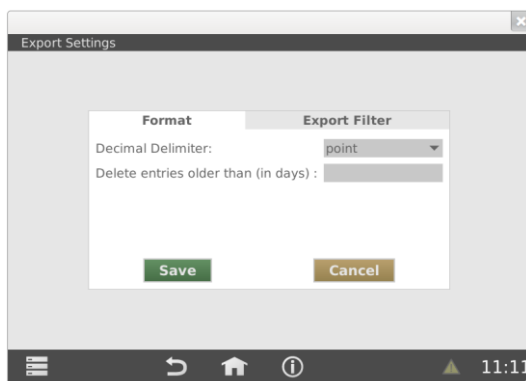 Export Settings
Format Export Filter
Decimal Delimiter: point
Delete entries older than (in days) :
Save Cancel
11:11